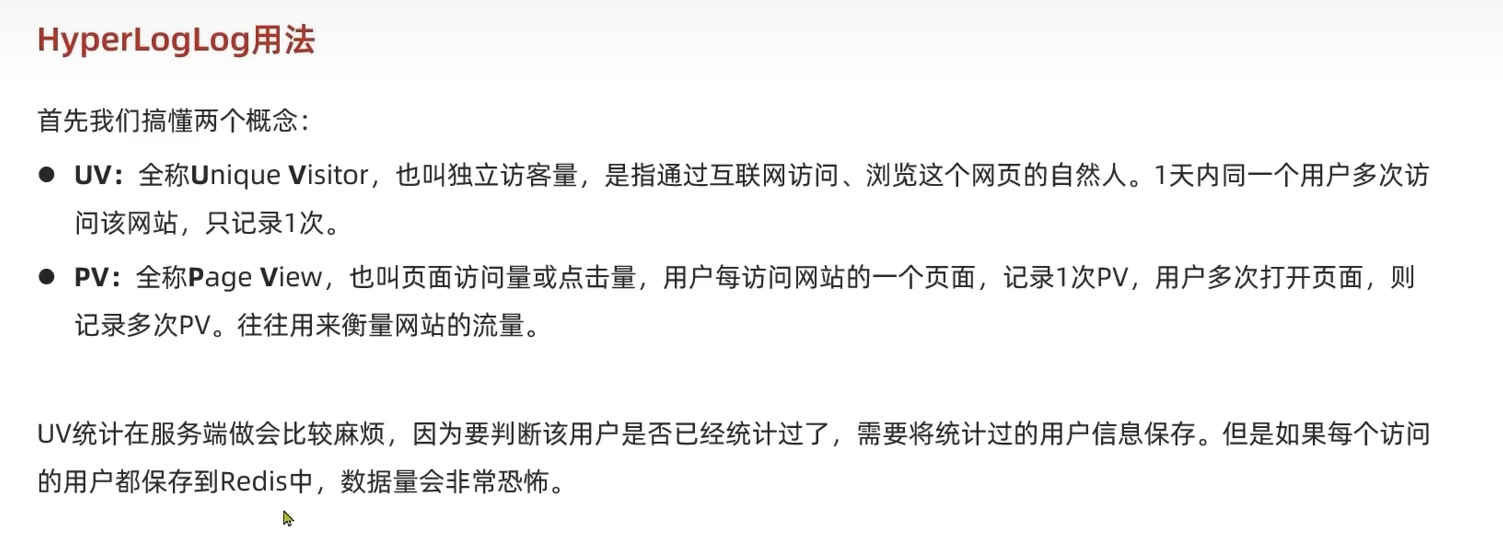 HyperLogLog用法
首先我们搞懂两个概念：
● UV：全称Unique Visitor，也叫独立访客量，是指通过互联网访问、浏览这个网页的自然人。1天内同一个用户多次访
问该网站，只记录1次。
● PV：全称Page View，也叫页面访问量或点击量，用户每访问网站的一个页面，记录1次PV，用户多次打开页面，则
记录多次PV。往往用来衡量网站的流量。
UV统计在服务端做会比较麻烦，因为要判断该用户是否已经统计过了，需要将统计过的用户信息保存。但是如果每个访问
的用户都保存到Redis中，数据量会非常恐怖。